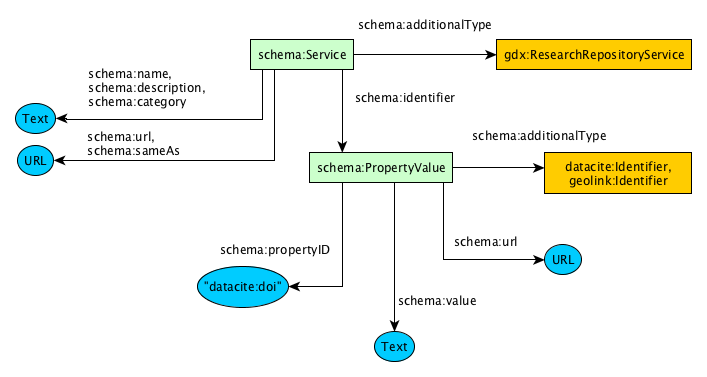 schema:additionalType
schema:Service
gdx:ResearchRepositoryService
schema:name,
schema:description,
schema:category
schema:identifier
Text
schema:url,
schema:sameAs
URL
schema:additionalType
schema:PropertyValue
datacite:Identifier,
geolink:Identifier
schema:propertyID
schema:url
URL
"datacite:doi"
schema:value
Text